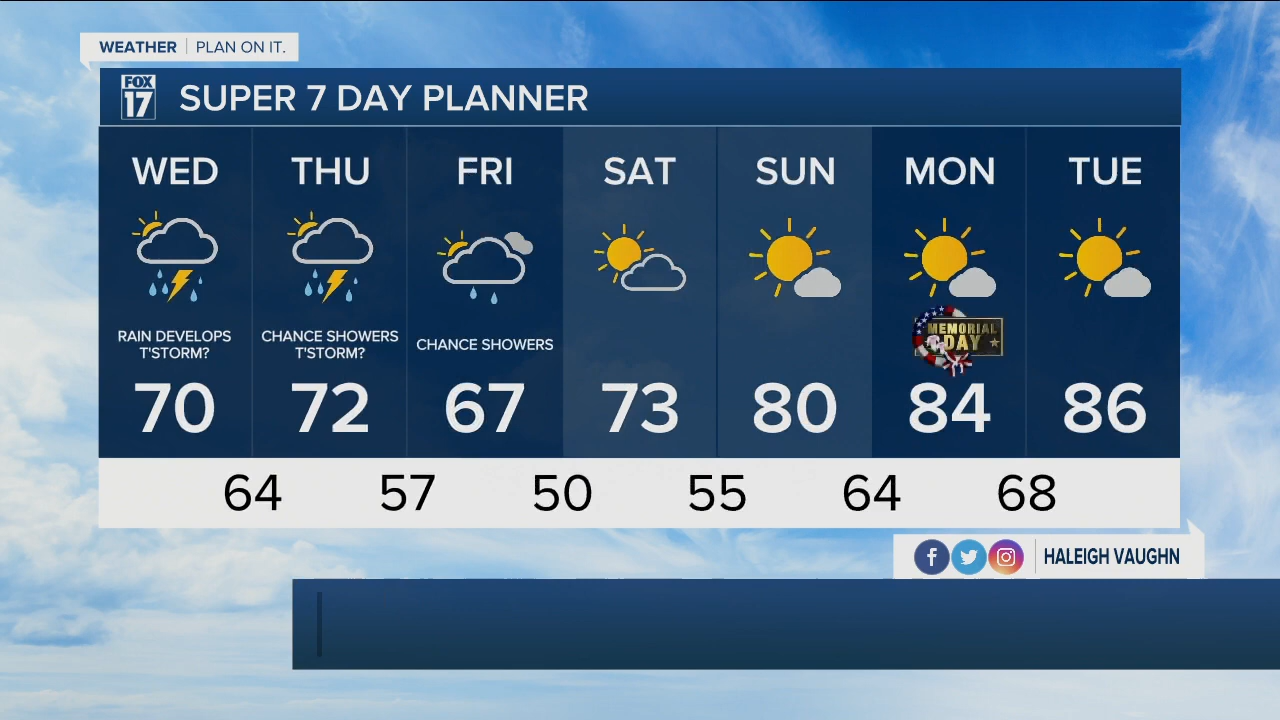 WEATHER | PLAN ON IT.
FOX
17
SUPER 7 DAY PLANNER
WED THU FRI SAT SUN MON TUE
MEMORIAL
DAY
RAIN DEVELOPS
T'STORM?
CHANCE SHOWERS
T'STORM?
CHANCE SHOWERS
70 72 67 73 80 84 86
64 57 50 55 64 68
HALEIGH VAUGHN